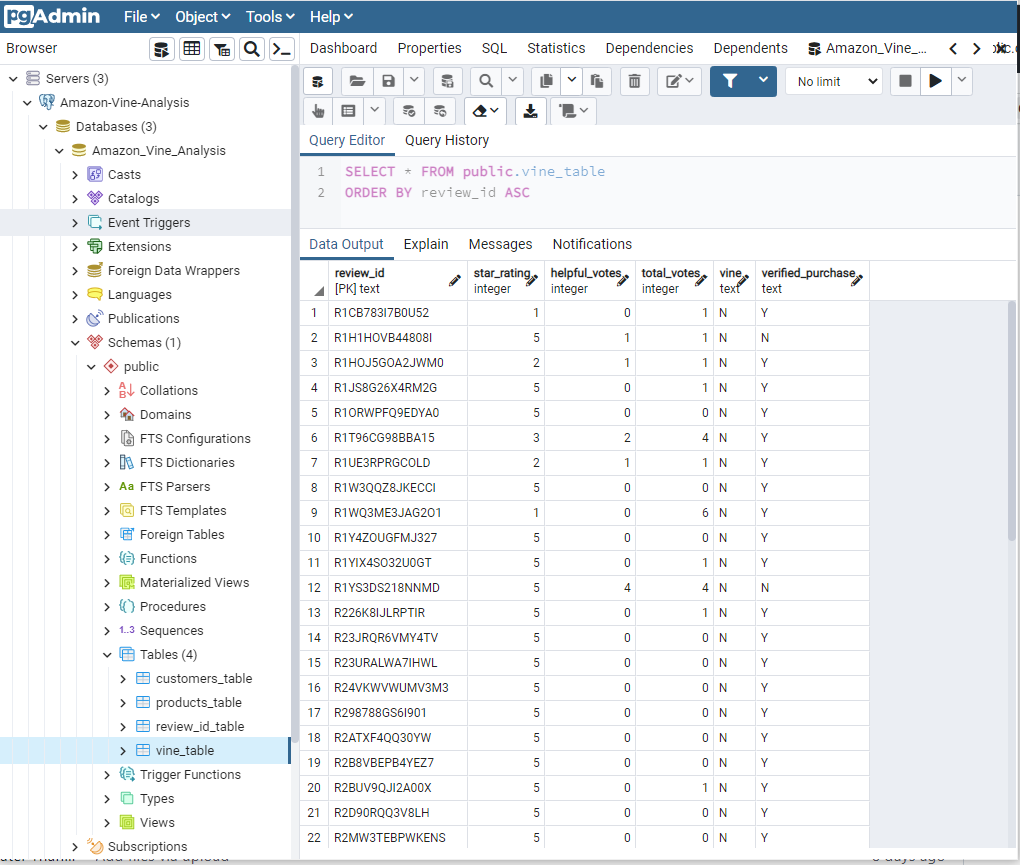 pgAdmin File Object Tools Help
Browser
Dashboard Properties SQL Statistics Dependencies Dependents Amazon_Vine_...
No limit
Servers (3)
Amazon-Vine-Analysis
Databases (3)
Amazon_Vine_Analysis
Casts
Catalogs
Event Triggers
Extensions
Foreign Data Wrappers
Languages
Publications
Schemas (1)
public
Collations
Domains
FTS Configurations
FTS Dictionaries
Aa FTS Parsers
FTS Templates
Foreign Tables
Functions
Materialized Views
Procedures
1..3 Sequences
Tables (4)
customers_table
products_table
review_id_table
vine_table
Trigger Functions
Types
Views
Subscriptions
Query Editor Query History
1 SELECT * FROM public.vine_table
2 ORDER BY review_id ASC
Data Output Explain Messages Notifications
review_id star_rating helpful_votes total_votes vine verified_purchase
[PK] text integer integer integer text text
1 R1CB783I7B0U52 1 0 1 N Y
2 R1H1HOVB44808I 5 1 1 N N
3 R1HOJ5GOA2JWM0 2 1 1 N Y
4 R1JS8G26X4RM2G 5 0 1 N Y
5 R1ORWPFQ9EDYA0 5 0 0 N Y
6 R1T96CG98BBA15 3 2 4 N Y
7 R1UE3RPRGCOLD 2 1 1 N Y
8 R1W3QQZ8JKECCI 5 0 0 N Y
9 R1WQ3ME3JAG2O1 1 0 6 N Y
10 R1Y4ZOUGFMJ327 5 0 0 N Y
11 R1YIX4SO32U0GT 5 0 1 N Y
12 R1YS3DS218NNMD 5 4 4 N N
13 R226K8IJLRPTIR 5 0 1 N Y
14 R23JRQR6VMY4TV 5 0 0 N Y
15 R23URALWA7IHWL 5 0 0 N Y
16 R24VKWVWUMV3M3 5 0 0 N Y
17 R298788GS6I901 5 0 0 N Y
18 R2ATXF4QQ30YW 5 0 0 N Y
19 R2B8VBEPB4YEZ7 5 0 0 N Y
20 R2BUV9QJI2A00X 5 0 1 N Y
21 R2D90RQQ3V8LH 5 0 0 N Y
22 R2MW3TEBPWKENS 5 0 0 N Y